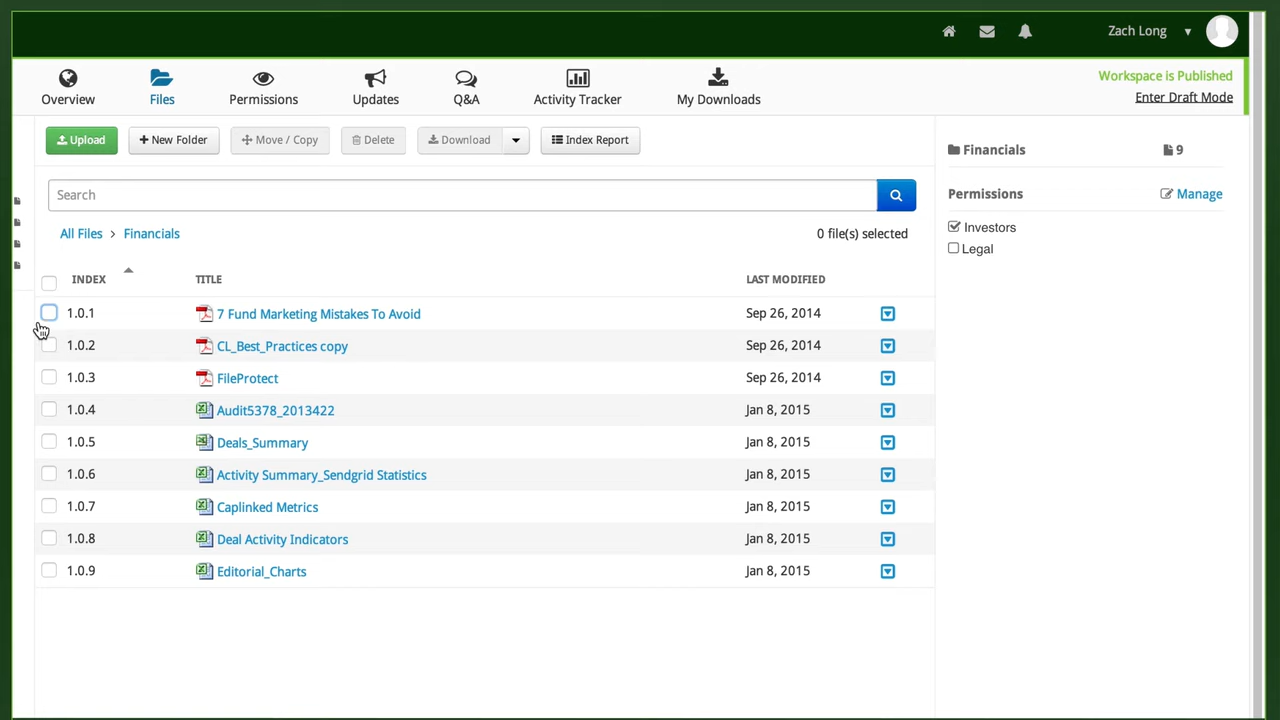 Zach Long
Overview Files Permissions Updates Q&A Activity Tracker My Downloads
Workspace is Published
Enter Draft Mode
Upload New Folder Move / Copy Delete Download Index Report
Search
All Files > Financials
0 file(s) selected
INDEX TITLE LAST MODIFIED
1.0.1 7 Fund Marketing Mistakes To Avoid Sep 26, 2014
1.0.2 CL_Best_Practices copy Sep 26, 2014
1.0.3 FileProtect Sep 26, 2014
1.0.4 Audit5378_2013422 Jan 8, 2015
1.0.5 Deals_Summary Jan 8, 2015
1.0.6 Activity Summary_Sendgrid Statistics Jan 8, 2015
1.0.7 Caplinked Metrics Jan 8, 2015
1.0.8 Deal Activity Indicators Jan 8, 2015
1.0.9 Editorial_Charts Jan 8, 2015
Financials 9
Permissions Manage
Investors
Legal